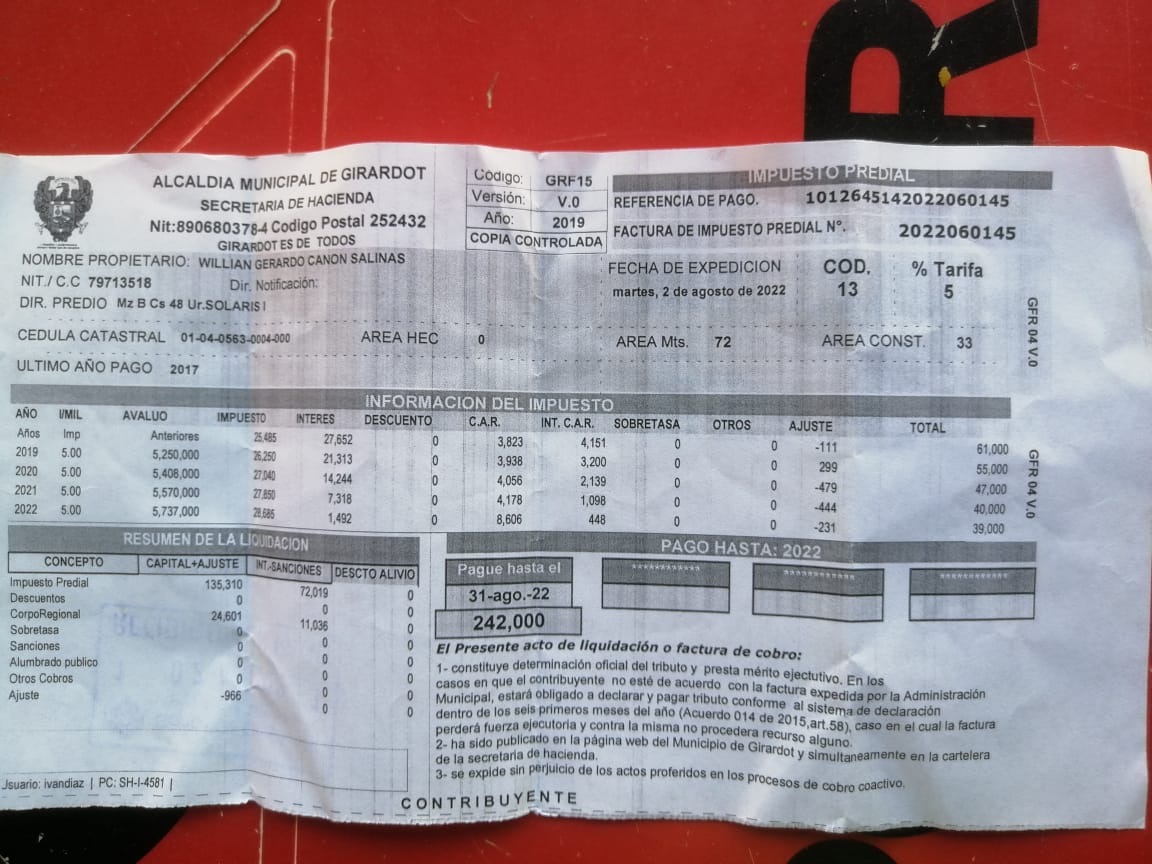 ALCALDIA MUNICIPAL DE GIRARDOT
SECRETARIA DE HACIENDA
Nit:890680378-4 Codigo Postal 252432
GIRARDOT ES DE TODOS
Código: GRF15
Versión: V.0
Año: 2019
COPIA CONTROLADA
IMPUESTO PREDIAL
REFERENCIA DE PAGO. 1012645142022060145
FACTURA DE IMPUESTO PREDIAL Nº. 2022060145
NOMBRE PROPIETARIO: WILLIAN GERARDO CANON SALINAS
NIT./ C.C 79713518 Dir. Notificación:
DIR. PREDIO Mz B Cs 48 Ur.SOLARIS I
FECHA DE EXPEDICION COD. % Tarifa
martes, 2 de agosto de 2022 13 5
CEDULA CATASTRAL 01-04-0563-0004-000 AREA HEC 0 AREA Mts. 72 AREA CONST. 33
ULTIMO AÑO PAGO 2017
GFR 04 V.0
INFORMACION DEL IMPUESTO
AÑO I/MIL AVALUO IMPUESTO INTERES DESCUENTO C.A.R. INT. C.A.R. SOBRETASA OTROS AJUSTE TOTAL
Años Imp Anteriores 25,485 27,652 0 3,823 4,151 0 0 -111 61,000
2019 5.00 5,250,000 26,250 21,313 0 3,938 3,200 0 0 299 55,000
2020 5.00 5,408,000 27,040 14,244 0 4,056 2,139 0 0 -479 47,000
2021 5.00 5,570,000 27,850 7,318 0 4,178 1,098 0 0 -444 40,000
2022 5.00 5,737,000 28,685 1,492 0 8,606 448 0 0 -231 39,000
GFR 04 V.0
RESUMEN DE LA LIQUIDACION
CONCEPTO CAPITAL+AJUSTE INT.-SANCIONES DESCTO ALIVIO
Impuesto Predial 135,310 72,019 0
Descuentos 0 0 0
CorpoRegional 24,601 11,036 0
Sobretasa 0 0 0
Sanciones 0 0 0
Alumbrado publico 0 0 0
Otros Cobros 0 0 0
Ajuste -966 0 0
PAGO HASTA: 2022
Pague hasta el ************ ************ ************
31-ago.-22
242,000
El Presente acto de liquidación o factura de cobro:
1- constituye determinación oficial del tributo y presta mérito ejectutivo. En los
casos en que el contribuyente no esté de acuerdo con la factura expedida por la Administración
Municipal, estará obligado a declarar y pagar tributo conforme al sistema de declaración
dentro de los seis primeros meses del año (Acuerdo 014 de 2015,art.58), caso en el cual la factura
perderá fuerza ejecutoria y contra la misma no procedera recurso alguno.
2- ha sido publicado en la página web del Municipio de Girardot y simultaneamente en la cartelera
de la secretaria de hacienda.
3- se expide sin perjuicio de los actos proferidos en los procesos de cobro coactivo.
Jsuario: ivandiaz | PC: SH-I-4581 |
CONTRIBUYENTE